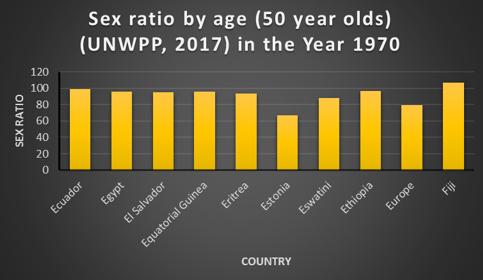 Sex ratio by age (50 year olds)
(UNWPP, 2017) in the Year 1970
120
100
80
60
40
20
0
SEX RATIO
Ecuador
Egypt
El Salvador
Equatorial Guinea
Eritrea
Estonia
Eswatini
Ethiopia
Europe
Fiji
COUNTRY